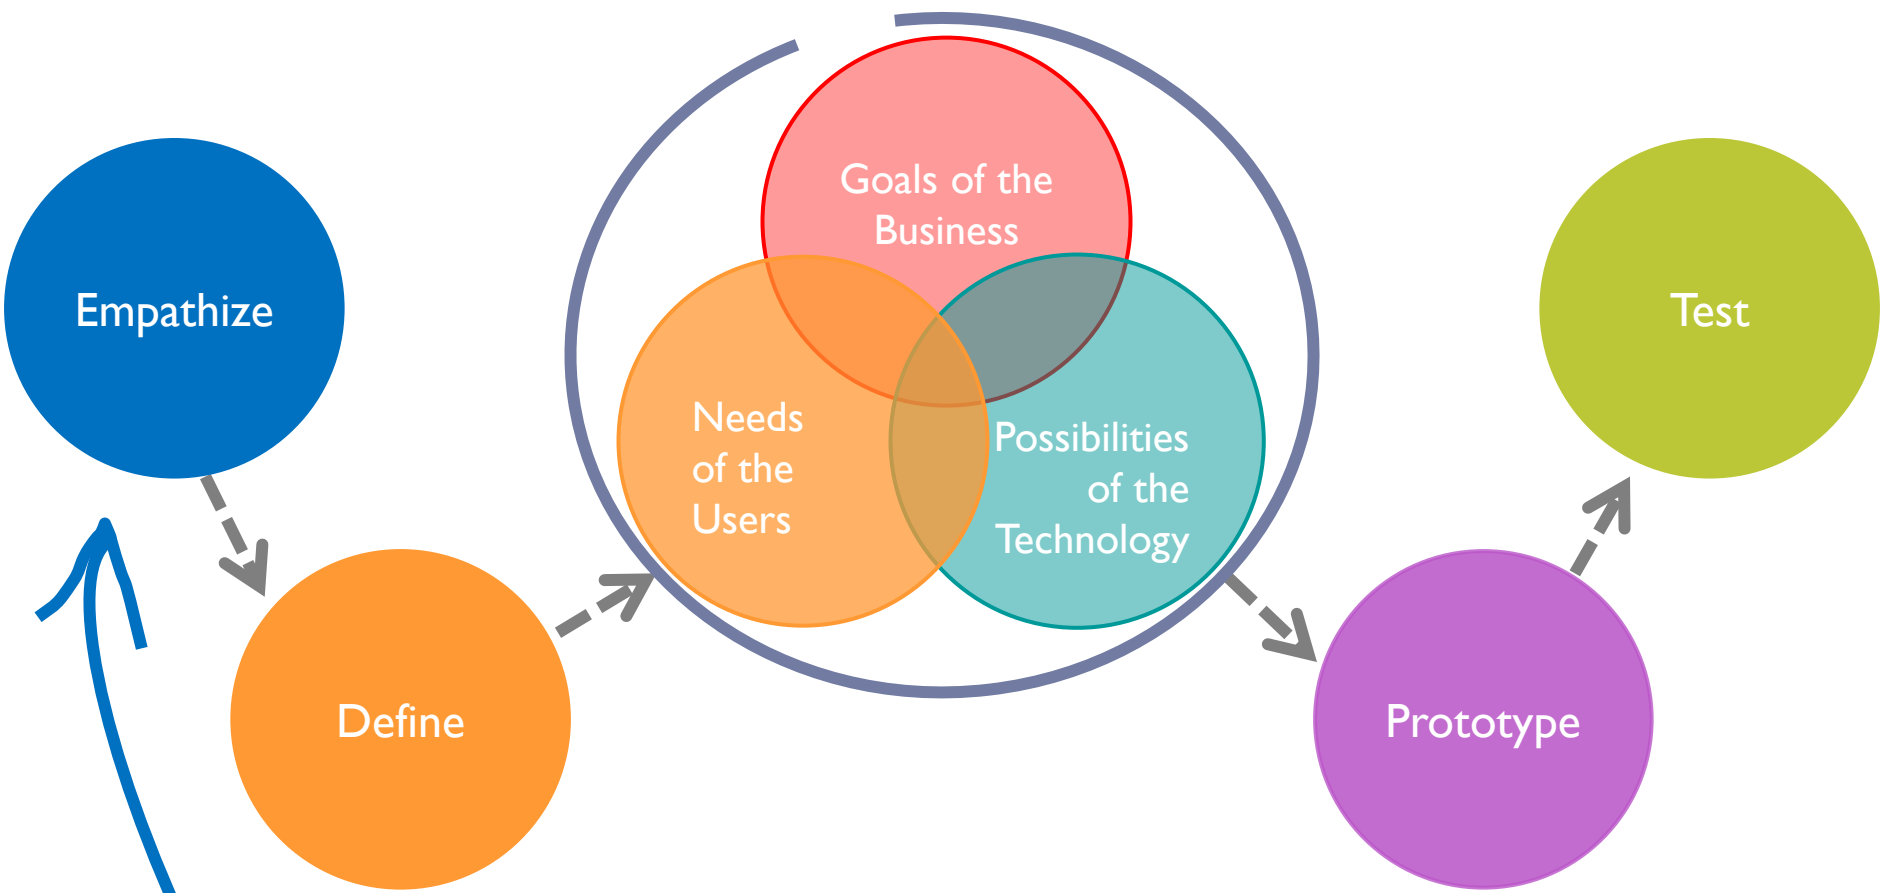 Empathize
Define
Goals of the
Business
Needs
of the
Users
Possibilities
of the
Technology
Prototype
Test